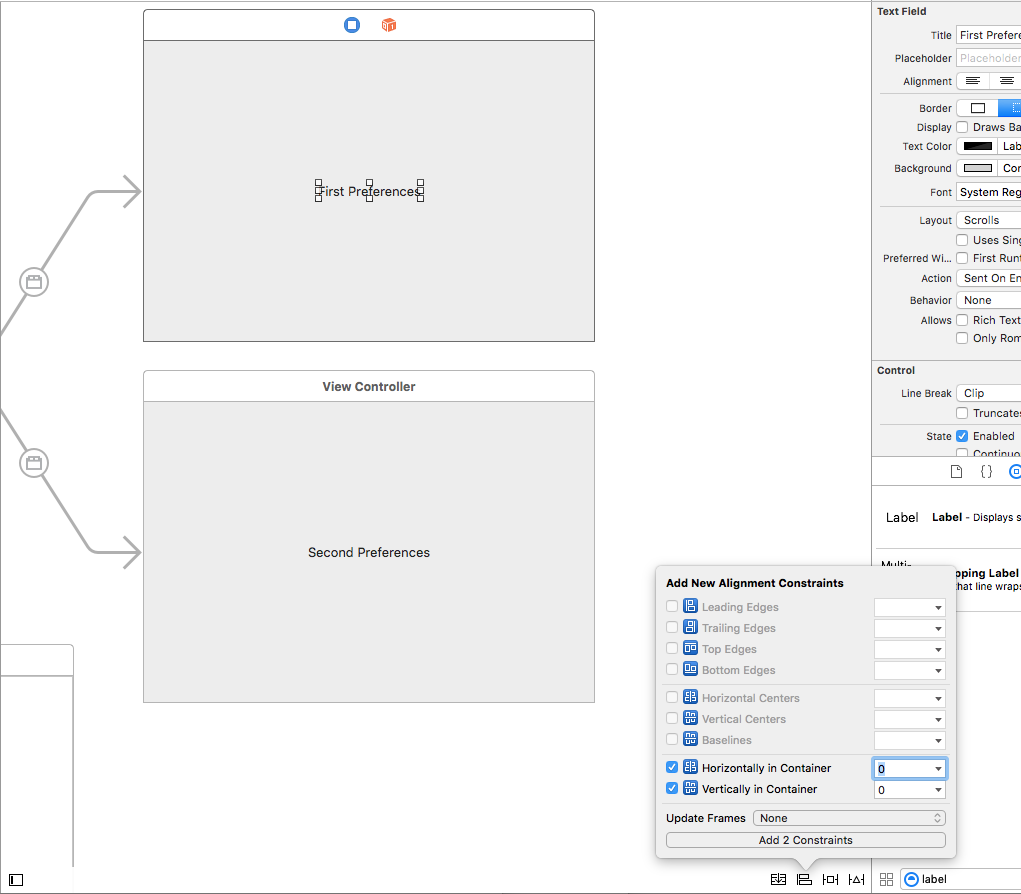 Text Field
Title First Prefere
Placeholder Placeholder
Alignment
Border
Display Draws Ba
Text Color Lab
Background Con
Font System Reg
Layout Scrolls
Uses Sing
Preferred Wi... First Runt
Action Sent On En
Behavior None
Allows Rich Text
Only Rom
Control
Line Break Clip
Truncates
State Enabled
Continuo
First Preferences
View Controller
Second Preferences
{}
Label Label - Displays s
Multi-
pping Label
hat line wraps
Add New Alignment Constraints
Leading Edges
Trailing Edges
Top Edges
Bottom Edges
Horizontal Centers
Vertical Centers
Baselines
Horizontally in Container 0
Vertically in Container 0
Update Frames None
Add 2 Constraints
label